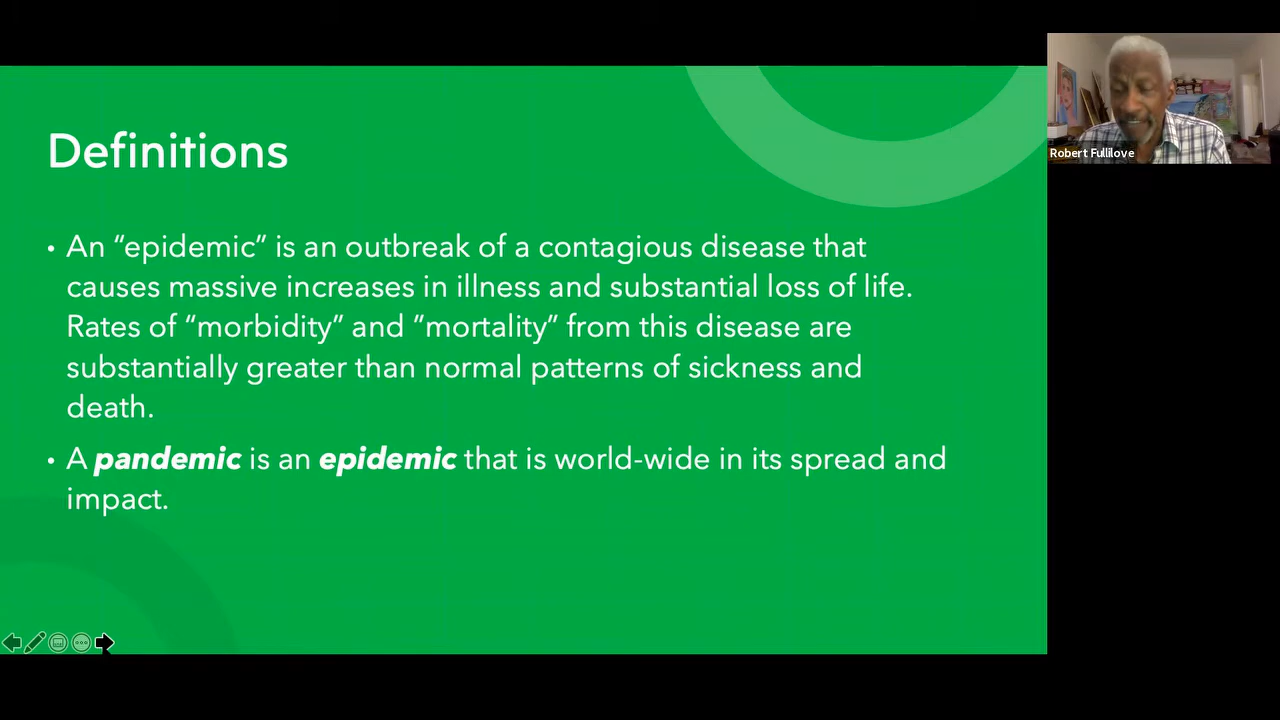 Definitions
• An “epidemic” is an outbreak of a contagious disease that
causes massive increases in illness and substantial loss of life.
Rates of “morbidity” and “mortality” from this disease are
substantially greater than normal patterns of sickness and
death.
• A pandemic is an epidemic that is world-wide in its spread and
impact.
Robert Fullilove